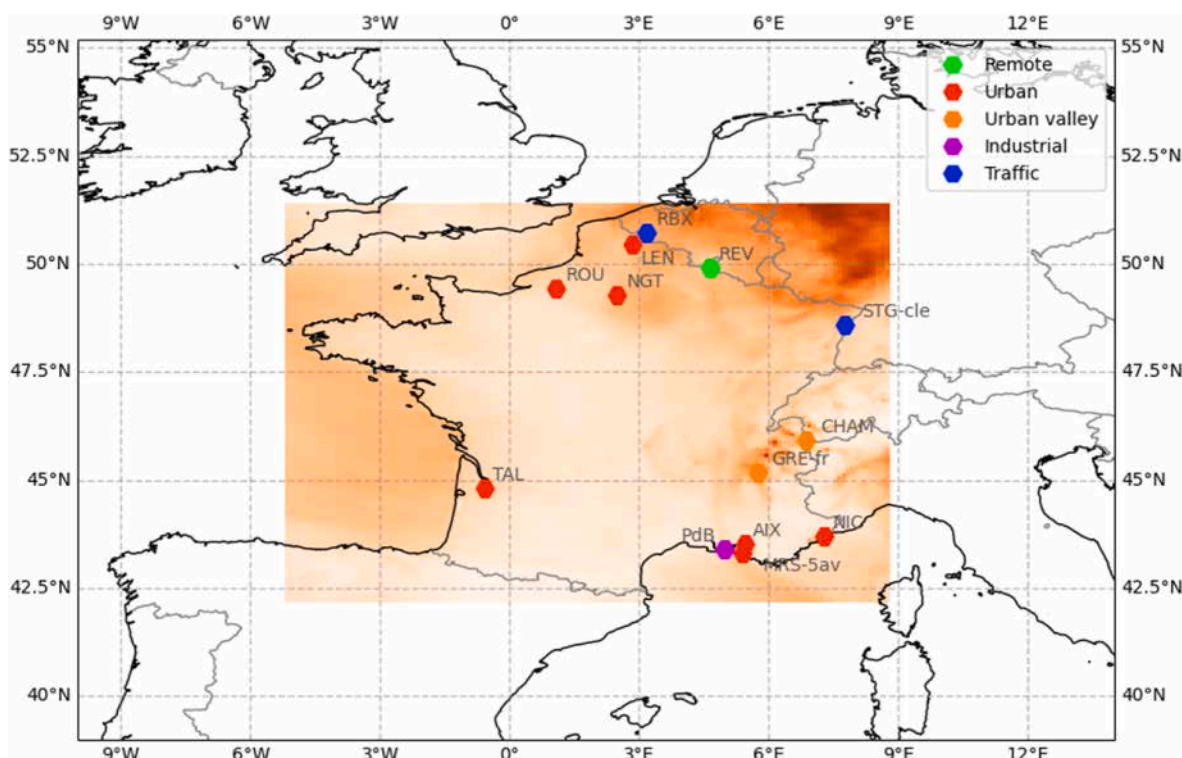 9°W 6°W 3°W 0° 3°E 6°E 9°E 12°E
55°N 55°N
Remote
Urban
Urban valley
Industrial
Traffic
52.5°N 52.5°N
RBX
LEN REV
50°N 50°N
ROU NGT
STG-cle
47.5°N 47.5°N
CHAM
GRE-fr
TAL
45°N 45°N
PdB AIX NIC
MRS-5av
42.5°N 42.5°N
40°N 40°N
9°W 6°W 3°W 0° 3°E 6°E 9°E 12°E